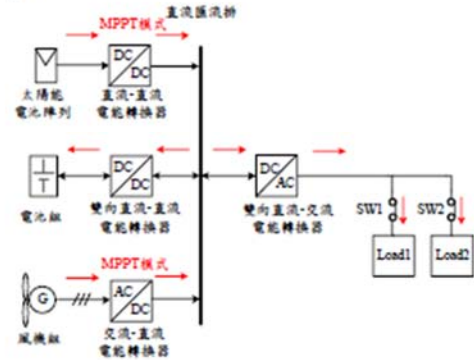 MPPT模式
直流匯流排
DC
DC
太陽能
電池陣列
直流-直流
電能轉換器
DC
DC
電池組
雙向直流-直流
電能轉換器
DC
AC
雙向直流-交流
電能轉換器
SW1
SW2
Load1
Load2
MPPT模式
G
AC
DC
風機組
交流-直流
電能轉換器